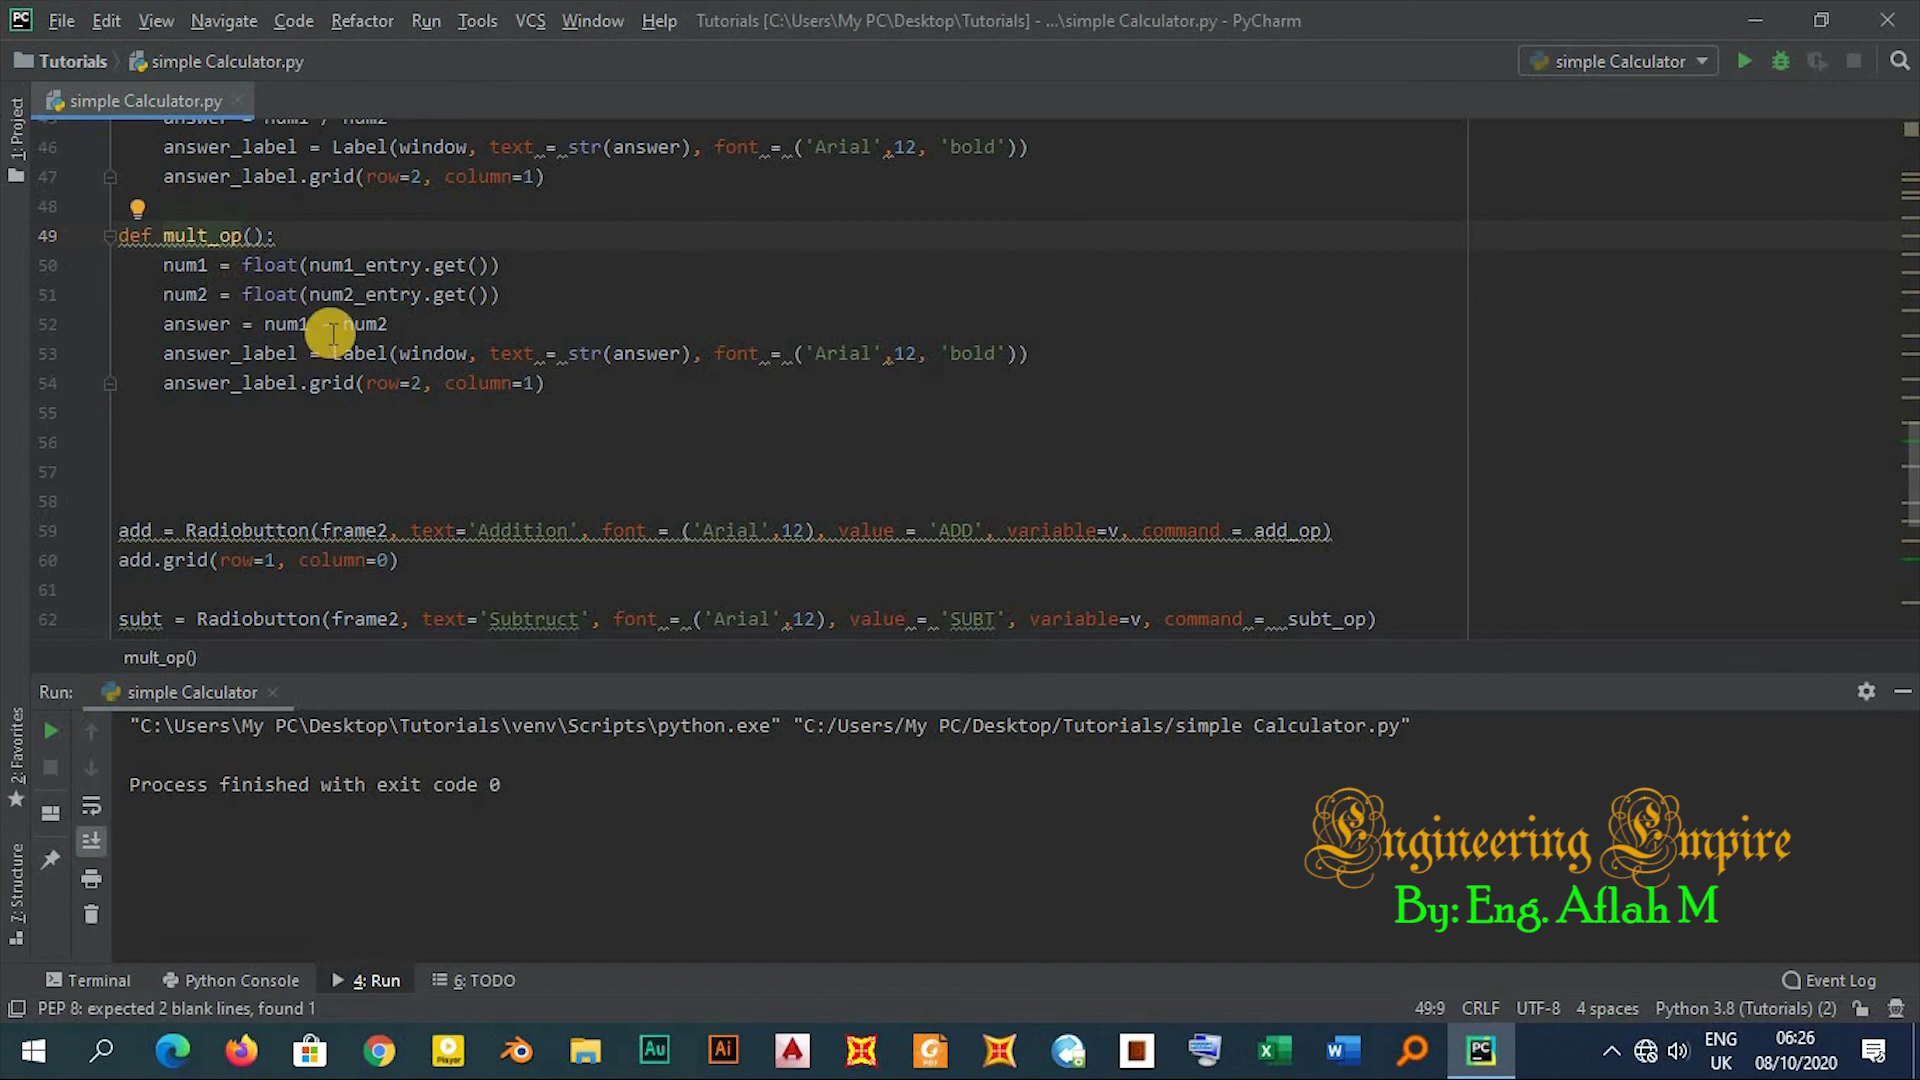 PC File Edit View Navigate Code Refactor Run Tools VCS Window Help Tutorials [C:\Users\My PC\Desktop\Tutorials] - ...\simple Calculator.py - PyCharm
Tutorials simple Calculator.py simple Calculator
simple Calculator.py
1: Project
answer = num1 / num2
46 answer_label = Label(window, text = str(answer), font = ('Arial',12, 'bold'))
47 answer_label.grid(row=2, column=1)
48
49 def mult_op():
50 num1 = float(num1_entry.get())
51 num2 = float(num2_entry.get())
52 answer = num1 num2
53 answer_label = Label(window, text = str(answer), font = ('Arial',12, 'bold'))
54 answer_label.grid(row=2, column=1)
55
56
57
58
59 add = Radiobutton(frame2, text='Addition', font = ('Arial',12), value = 'ADD', variable=v, command = add_op)
60 add.grid(row=1, column=0)
61
62 subt = Radiobutton(frame2, text='Subtruct', font = ('Arial',12), value = 'SUBT', variable=v, command = subt_op)
mult_op()
Run: simple Calculator
"C:\Users\My PC\Desktop\Tutorials\venv\Scripts\python.exe" "C:/Users/My PC/Desktop/Tutorials/simple Calculator.py"
Process finished with exit code 0
2: Favorites
7: Structure
Engineering Empire
By: Eng. Aflah M
Terminal Python Console 4: Run 6: TODO Event Log
PEP 8: expected 2 blank lines, found 1 49:9 CRLF UTF-8 4 spaces Python 3.8 (Tutorials) (2)
Player Au Ai PDF PC
ENG 06:26
UK 08/10/2020